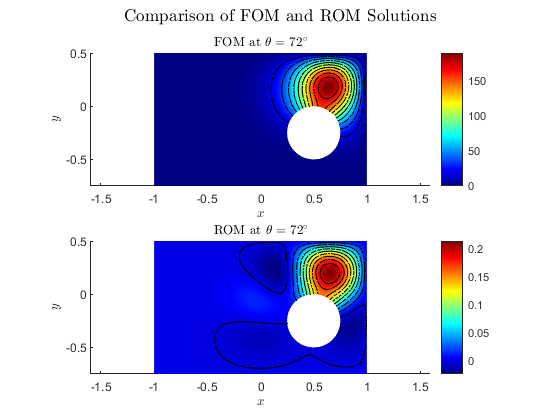 Comparison of FOM and ROM Solutions
FOM at θ = 72°
0.5
0
-0.5
y
-1.5 -1 -0.5 0 0.5 1 1.5
x
150
100
50
0
ROM at θ = 72°
0.5
0
-0.5
y
-1.5 -1 -0.5 0 0.5 1 1.5
x
0.2
0.15
0.1
0.05
0